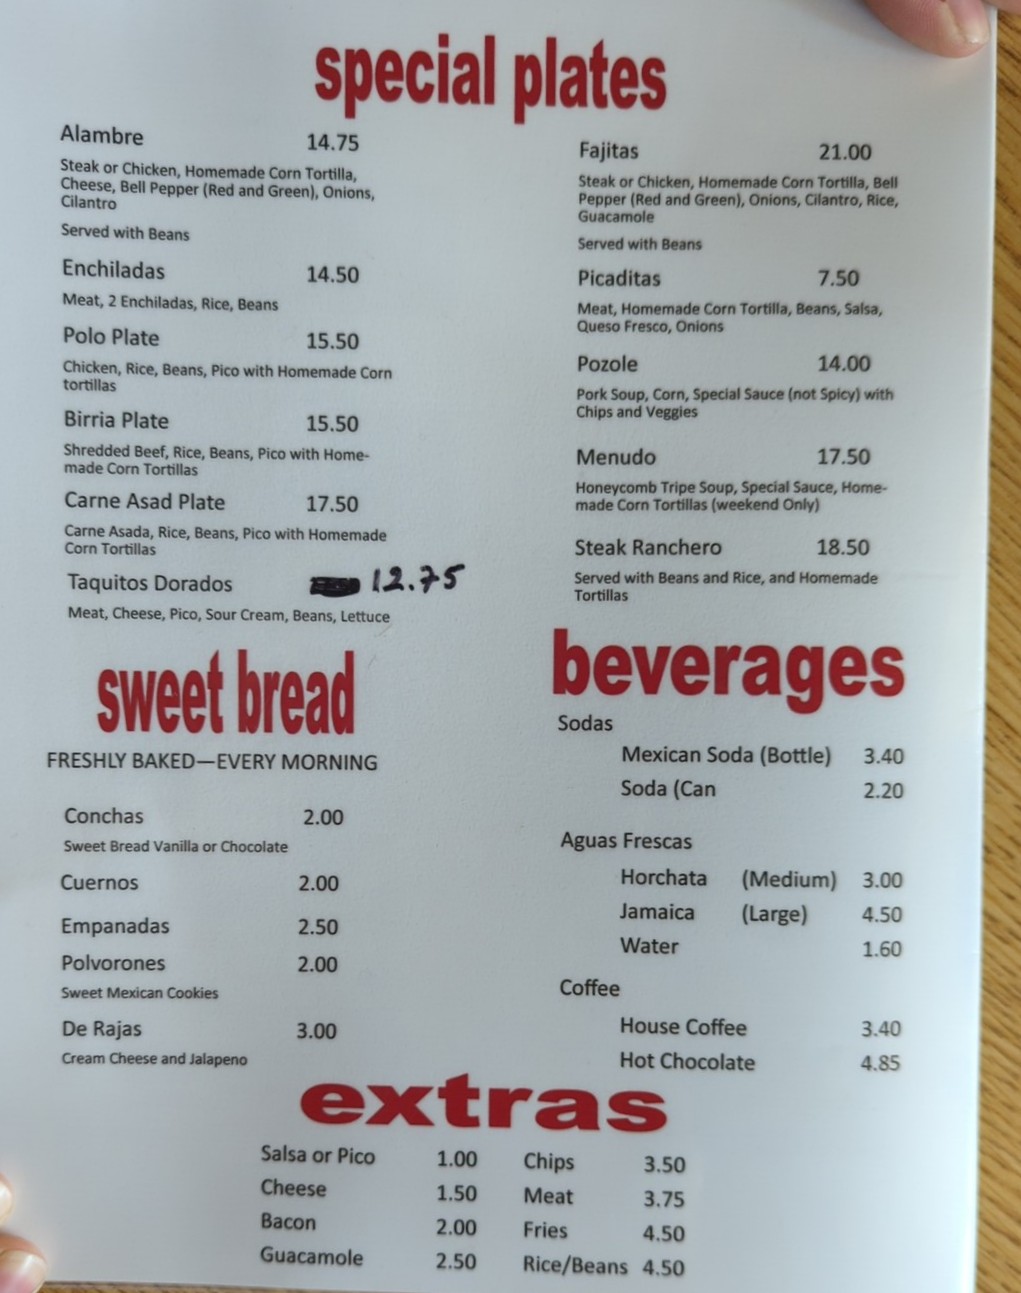 special plates
Alambre 14.75
Steak or Chicken, Homemade Corn Tortilla,
Cheese, Bell Pepper (Red and Green), Onions,
Cilantro
Served with Beans
Enchiladas 14.50
Meat, 2 Enchiladas, Rice, Beans
Polo Plate 15.50
Chicken, Rice, Beans, Pico with Homemade Corn
tortillas
Birria Plate 15.50
Shredded Beef, Rice, Beans, Pico with Home-
made Corn Tortillas
Carne Asad Plate 17.50
Carne Asada, Rice, Beans, Pico with Homemade
Corn Tortillas
Taquitos Dorados 12.75
Meat, Cheese, Pico, Sour Cream, Beans, Lettuce
Fajitas 21.00
Steak or Chicken, Homemade Corn Tortilla, Bell
Pepper (Red and Green), Onions, Cilantro, Rice,
Guacamole
Served with Beans
Picaditas 7.50
Meat, Homemade Corn Tortilla, Beans, Salsa,
Queso Fresco, Onions
Pozole 14.00
Pork Soup, Corn, Special Sauce (not Spicy) with
Chips and Veggies
Menudo 17.50
Honeycomb Tripe Soup, Special Sauce, Home-
made Corn Tortillas (weekend Only)
Steak Ranchero 18.50
Served with Beans and Rice, and Homemade
Tortillas
sweet bread
FRESHLY BAKED—EVERY MORNING
Conchas 2.00
Sweet Bread Vanilla or Chocolate
Cuernos 2.00
Empanadas 2.50
Polvorones 2.00
Sweet Mexican Cookies
De Rajas 3.00
Cream Cheese and Jalapeno
beverages
Sodas
Mexican Soda (Bottle) 3.40
Soda (Can 2.20
Aguas Frescas
Horchata (Medium) 3.00
Jamaica (Large) 4.50
Water 1.60
Coffee
House Coffee 3.40
Hot Chocolate 4.85
extras
Salsa or Pico 1.00 Chips 3.50
Cheese 1.50 Meat 3.75
Bacon 2.00 Fries 4.50
Guacamole 2.50 Rice/Beans 4.50